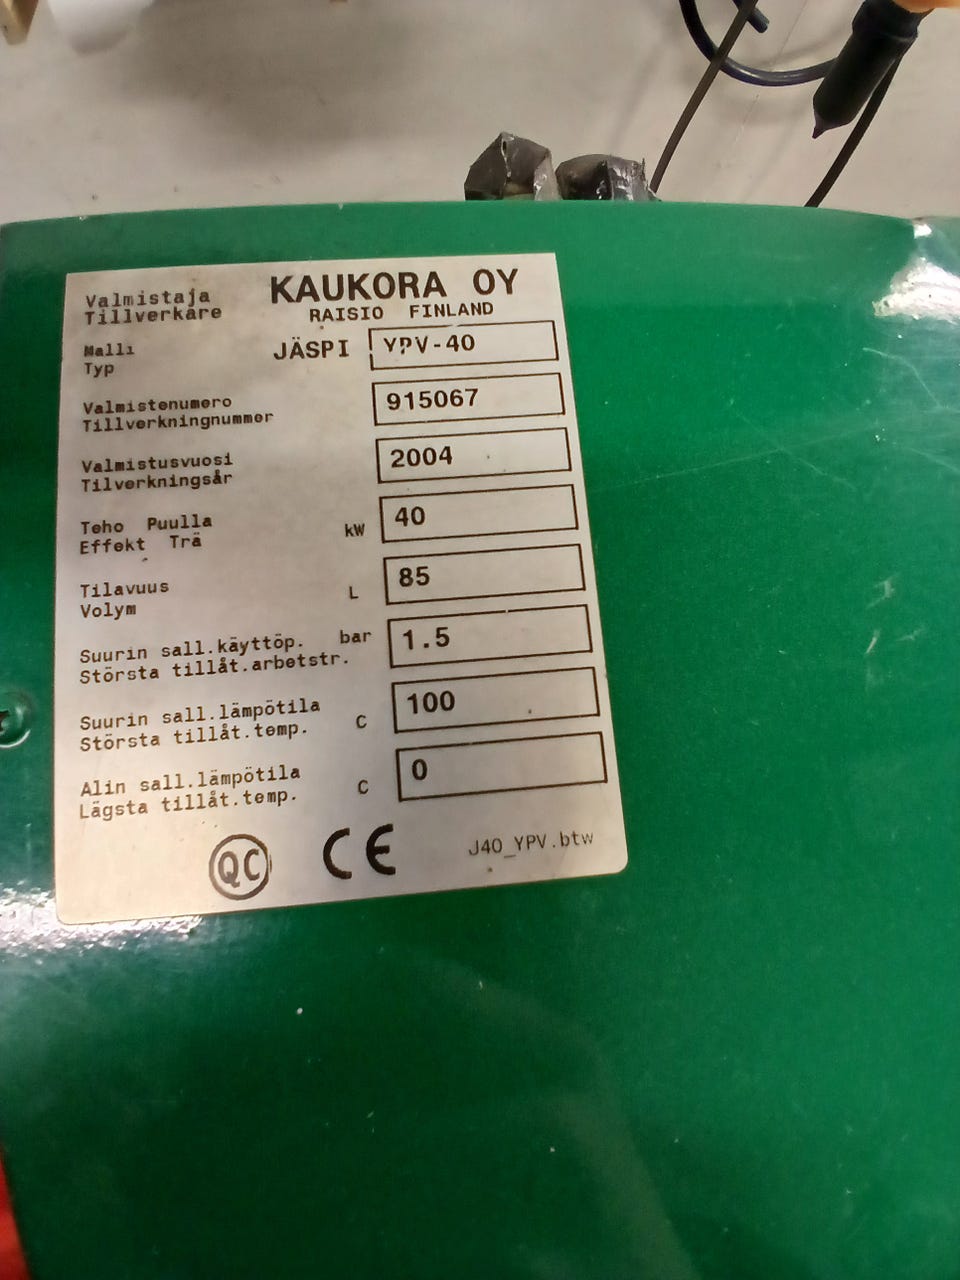 Valmistaja KAUKORA OY
Tillverkare RAISIO FINLAND
Malli JÄSPI YPV-40
Typ
Valmistenumero 915067
Tillverkningnummer
Valmistusvuosi 2004
Tilverkningsår
Teho Puulla kW 40
Effekt Trä
Tilavuus L 85
Volym
Suurin sall.käyttöp. bar 1.5
Största tillåt.arbetstr.
Suurin sall.lämpötila C 100
Största tillåt.temp.
Alin sall.lämpötila C 0
Lägsta tillåt.temp.
QC CE J40_YPV.btw